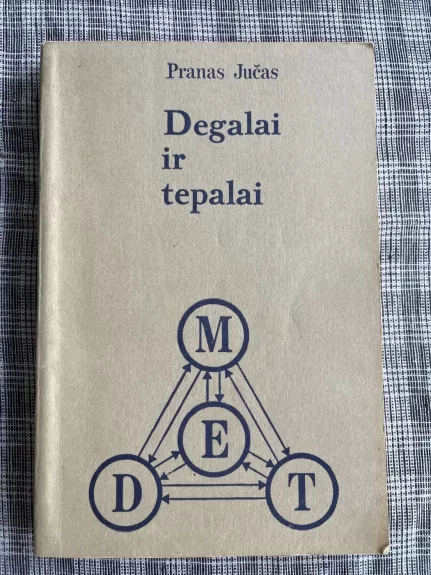 Pranas Jučas
Degalai
ir
tepalai
M
E
D T